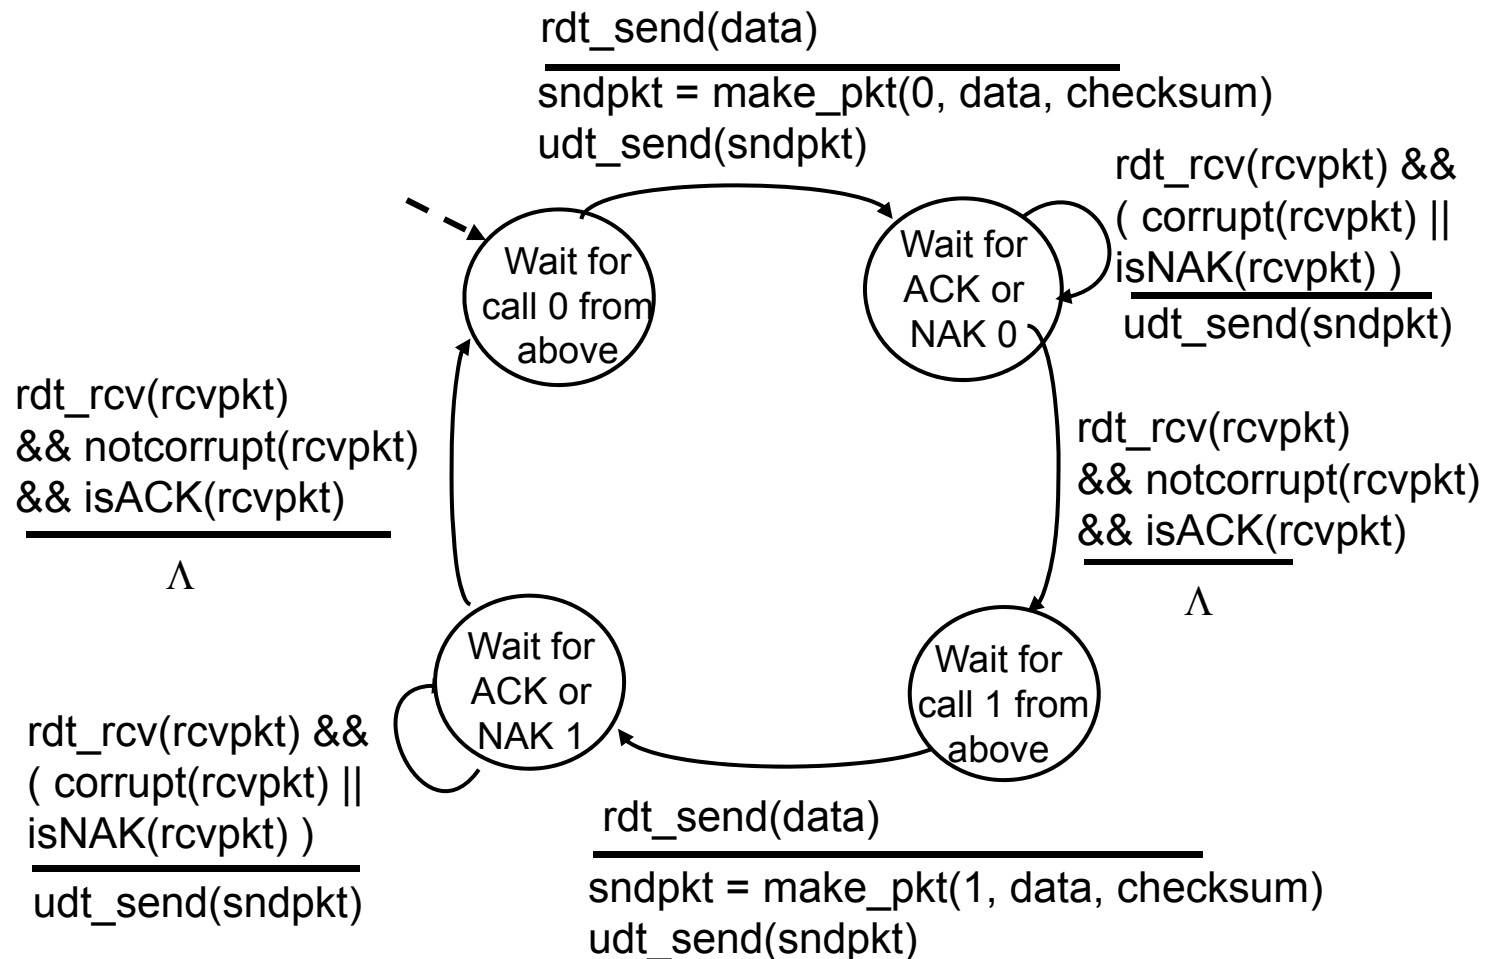 rdt_send(data)
sndpkt = make_pkt(0, data, checksum)
udt_send(sndpkt)
rdt_rcv(rcvpkt) &&
( corrupt(rcvpkt) ||
isNAK(rcvpkt) )
udt_send(sndpkt)
Wait for
call 0 from
above
Wait for
ACK or
NAK 0
rdt_rcv(rcvpkt)
&& notcorrupt(rcvpkt)
&& isACK(rcvpkt)
Λ
rdt_rcv(rcvpkt)
&& notcorrupt(rcvpkt)
&& isACK(rcvpkt)
Λ
Wait for
ACK or
NAK 1
Wait for
call 1 from
above
rdt_rcv(rcvpkt) &&
( corrupt(rcvpkt) ||
isNAK(rcvpkt) )
udt_send(sndpkt)
rdt_send(data)
sndpkt = make_pkt(1, data, checksum)
udt_send(sndpkt)